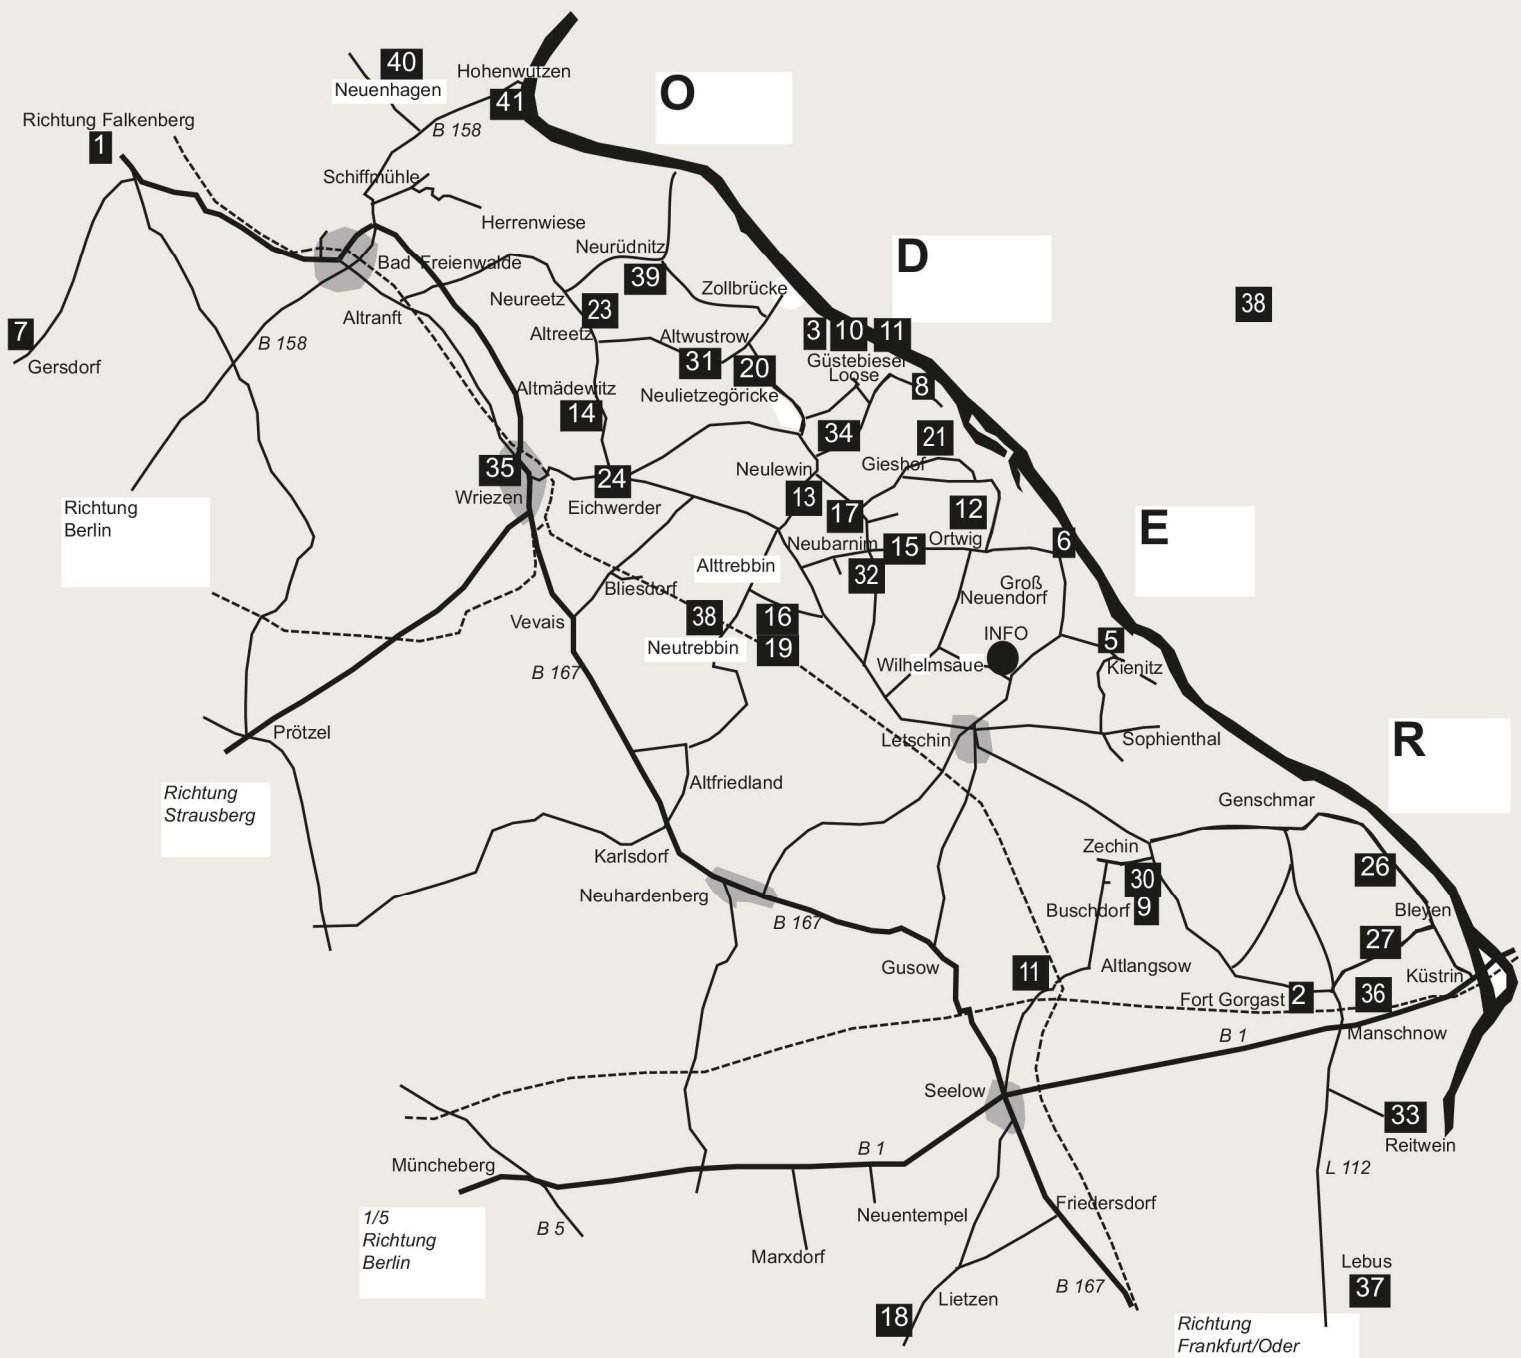 40
Hohenwutzen
Neuenhagen
41
O
Richtung Falkenberg
B 158
1
Schiffmühle
Herrenwiese
Neurüdnitz
D
Bad Freienwalde
39
Zollbrücke
Neureetz
23
38
Altranft
Altreetz
Altwustrow
3
10
11
7
B 158
31
20
Güstebieser
Loose
Gersdorf
Altmädewitz
Neulietzegöricke
8
14
34
21
35
24
Neulewin
Gieshof
Wriezen
Eichwerder
13
17
12
Richtung
Berlin
E
Neubarnim
15
Ortwig
6
Alttrebbin
32
Bliesdorf
Groß
Neuendorf
Vevais
38
16
INFO
Neutrebbin
19
5
B 167
Wilhelmsaue
Kienitz
Prötzel
Letschin
Sophienthal
R
Richtung
Strausberg
Altfriedland
Genschmar
Karlsdorf
Zechin
26
Neuhardenberg
30
Buschdorf
9
Bleyen
B 167
27
Gusow
11
Altlangsow
Küstrin
Fort Gorgast
2
36
B 1
Manschnow
Seelow
33
Reitwein
B 1
Müncheberg
L 112
1/5
Richtung
Berlin
B 5
Neuentempel
Friedersdorf
Marxdorf
Lebus
B 167
37
Lietzen
18
Richtung
Frankfurt/Oder